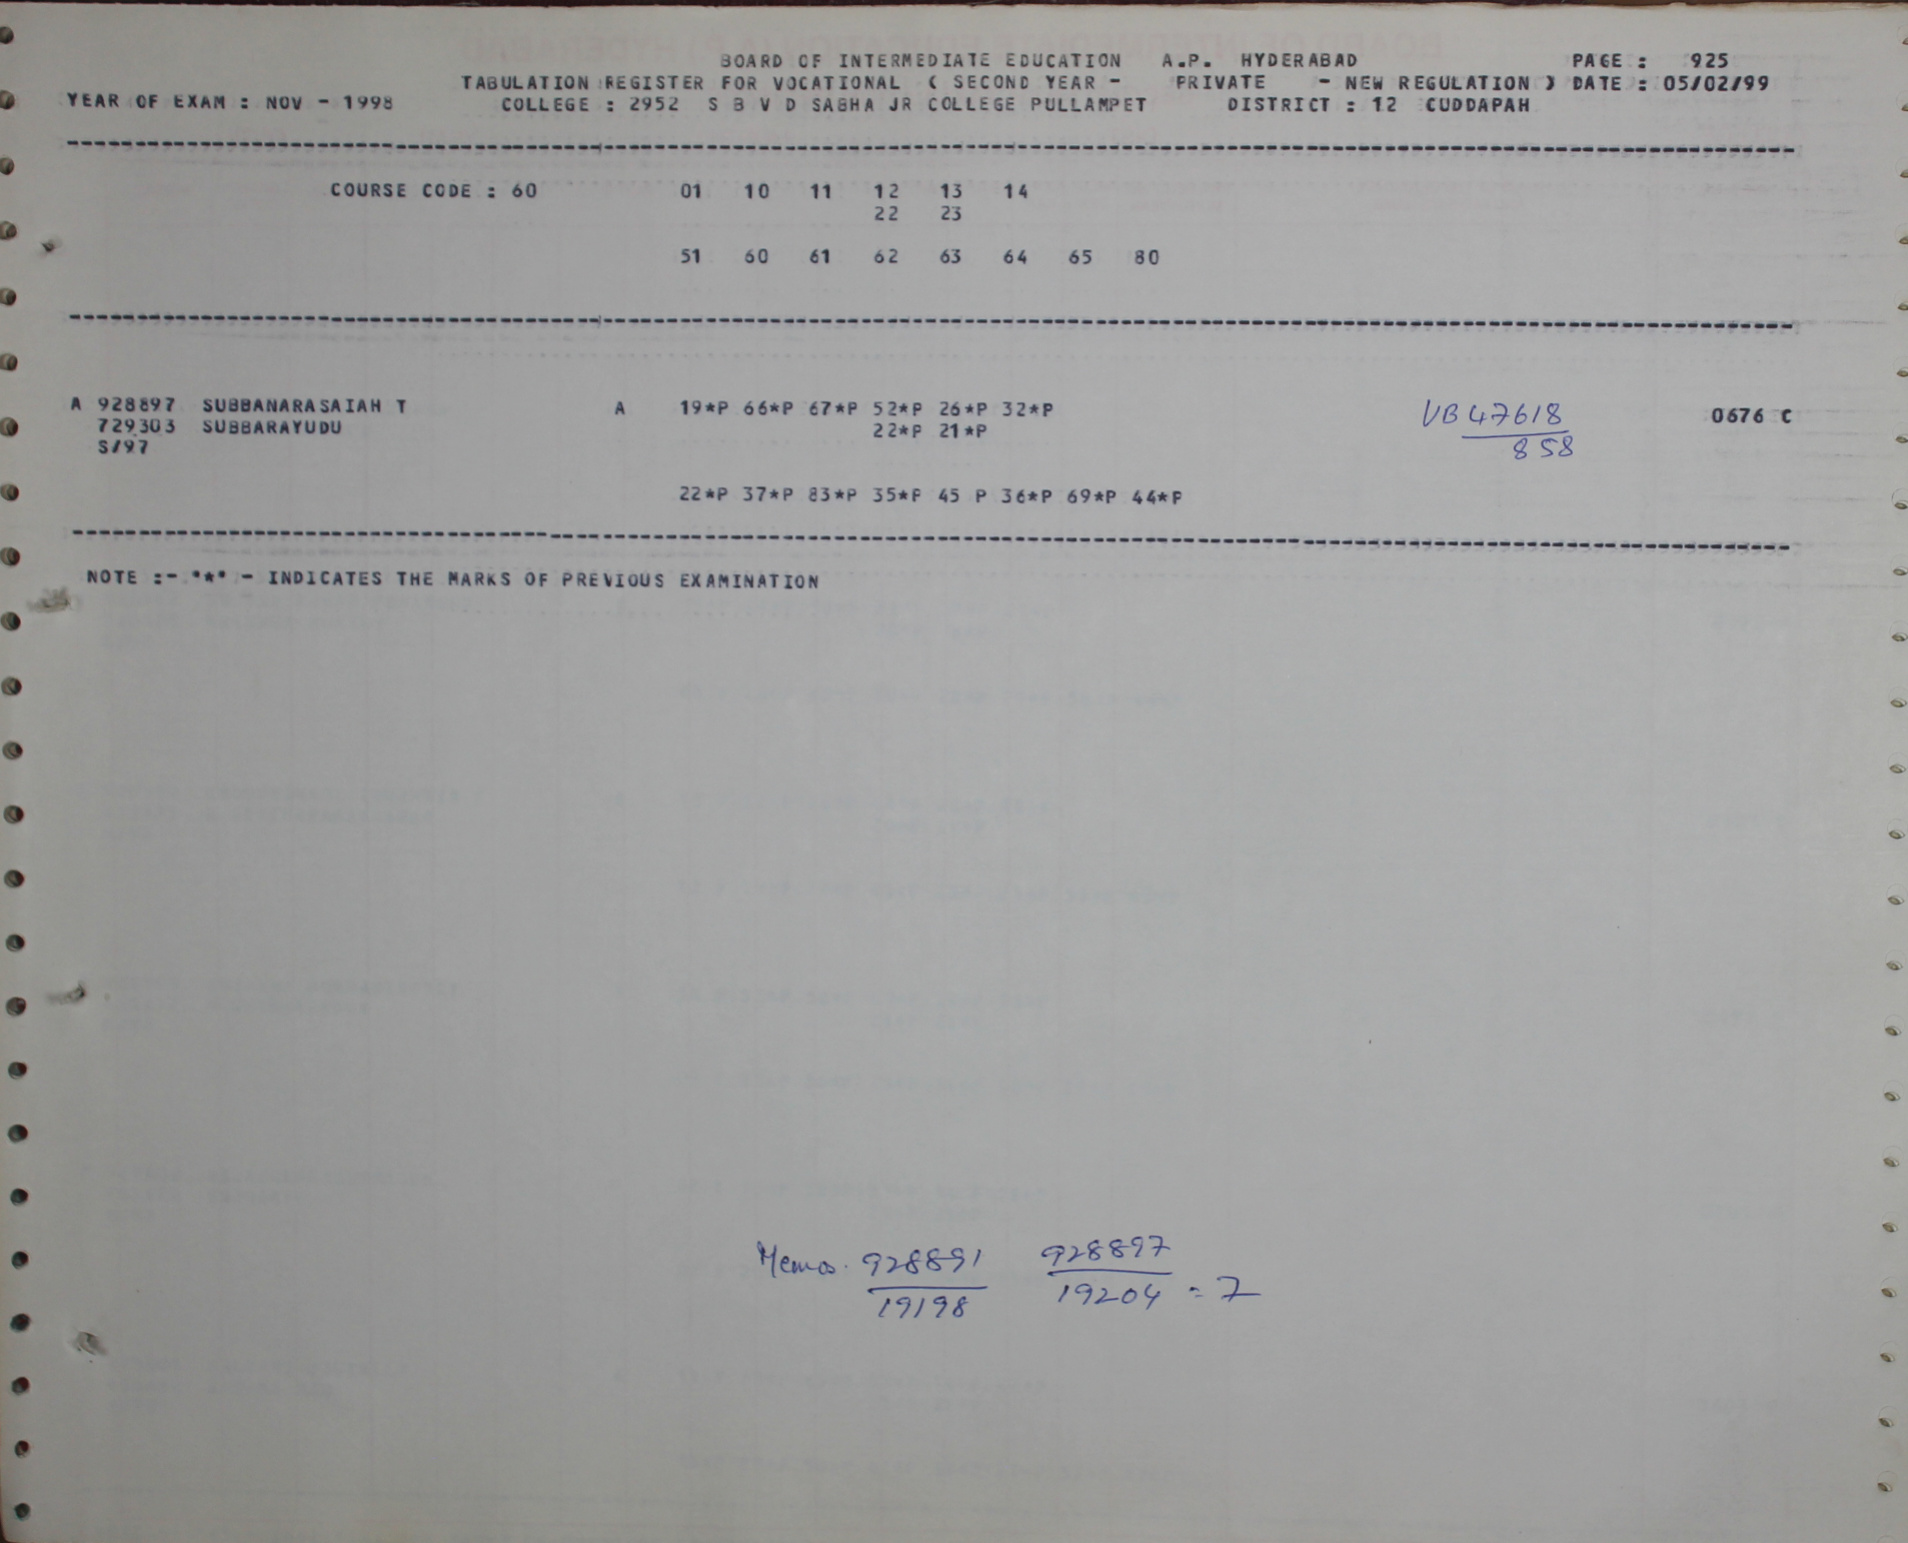 BOARD OF INTERMEDIATE EDUCATION A.P. HYDERABAD PAGE : 925
TABULATION REGISTER FOR VOCATIONAL ( SECOND YEAR - PRIVATE - NEW REGULATION ) DATE : 05/02/99
YEAR OF EXAM : NOV - 1998 COLLEGE : 2952 S B V D SABHA JR COLLEGE PULLAMPET DISTRICT : 12 CUDDAPAH
COURSE CODE : 60 01 10 11 12 13 14
22 23
51 60 61 62 63 64 65 80
A 928897 SUBBANARASAIAH T A 19*P 66*P 67*P 52*P 26*P 32*P VB 47618 0676 C
729303 SUBBARAYUDU 22*P 21*P 858
S/97
22*P 37*P 83*P 35*P 45 P 36*P 69*P 44*P
NOTE :- "*" - INDICATES THE MARKS OF PREVIOUS EXAMINATION
Memos. 928891 928897
19198 19204 = 7